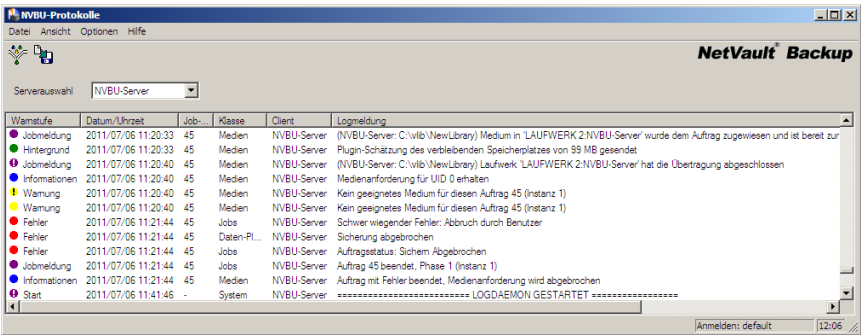 NVBU-Protokolle
Datei Ansicht Optionen Hilfe
NetVault® Backup
Serverauswahl NVBU-Server
Warnstufe Datum/Uhrzeit Job-... Klasse Client Logmeldung
Jobmeldung 2011/07/06 11:20:33 45 Medien NVBU-Server (NVBU-Server: C:\vlib\NewLibrary) Medium in 'LAUFWERK 2:NVBU-Server' wurde dem Auftrag zugewiesen und ist bereit zur
Hintergrund 2011/07/06 11:20:33 45 Medien NVBU-Server Plugin-Schätzung des verbleibenden Speicherplatzes von 99 MB gesendet
Jobmeldung 2011/07/06 11:20:40 45 Medien NVBU-Server (NVBU-Server: C:\vlib\NewLibrary) Laufwerk 'LAUFWERK 2:NVBU-Server' hat die Übertragung abgeschlossen
Informationen 2011/07/06 11:20:40 45 Medien NVBU-Server Medienanforderung für UID 0 erhalten
Warnung 2011/07/06 11:20:40 45 Medien NVBU-Server Kein geeignetes Medium für diesen Auftrag 45 (Instanz 1)
Warnung 2011/07/06 11:20:40 45 Medien NVBU-Server Kein geeignetes Medium für diesen Auftrag 45 (Instanz 1)
Fehler 2011/07/06 11:21:44 45 Jobs NVBU-Server Schwer wiegender Fehler: Abbruch durch Benutzer
Fehler 2011/07/06 11:21:44 45 Daten-Pl... NVBU-Server Sicherung abgebrochen
Fehler 2011/07/06 11:21:44 45 Jobs NVBU-Server Auftragsstatus: Sichern Abgebrochen
Jobmeldung 2011/07/06 11:21:44 45 Jobs NVBU-Server Auftrag 45 beendet, Phase 1 (Instanz 1)
Informationen 2011/07/06 11:21:44 45 Medien NVBU-Server Auftrag mit Fehler beendet, Medienanforderung wird abgebrochen
Start 2011/07/06 11:41:46 - System NVBU-Server ========================== LOGDAEMON GESTARTET =================
Anmelden: default 12:06